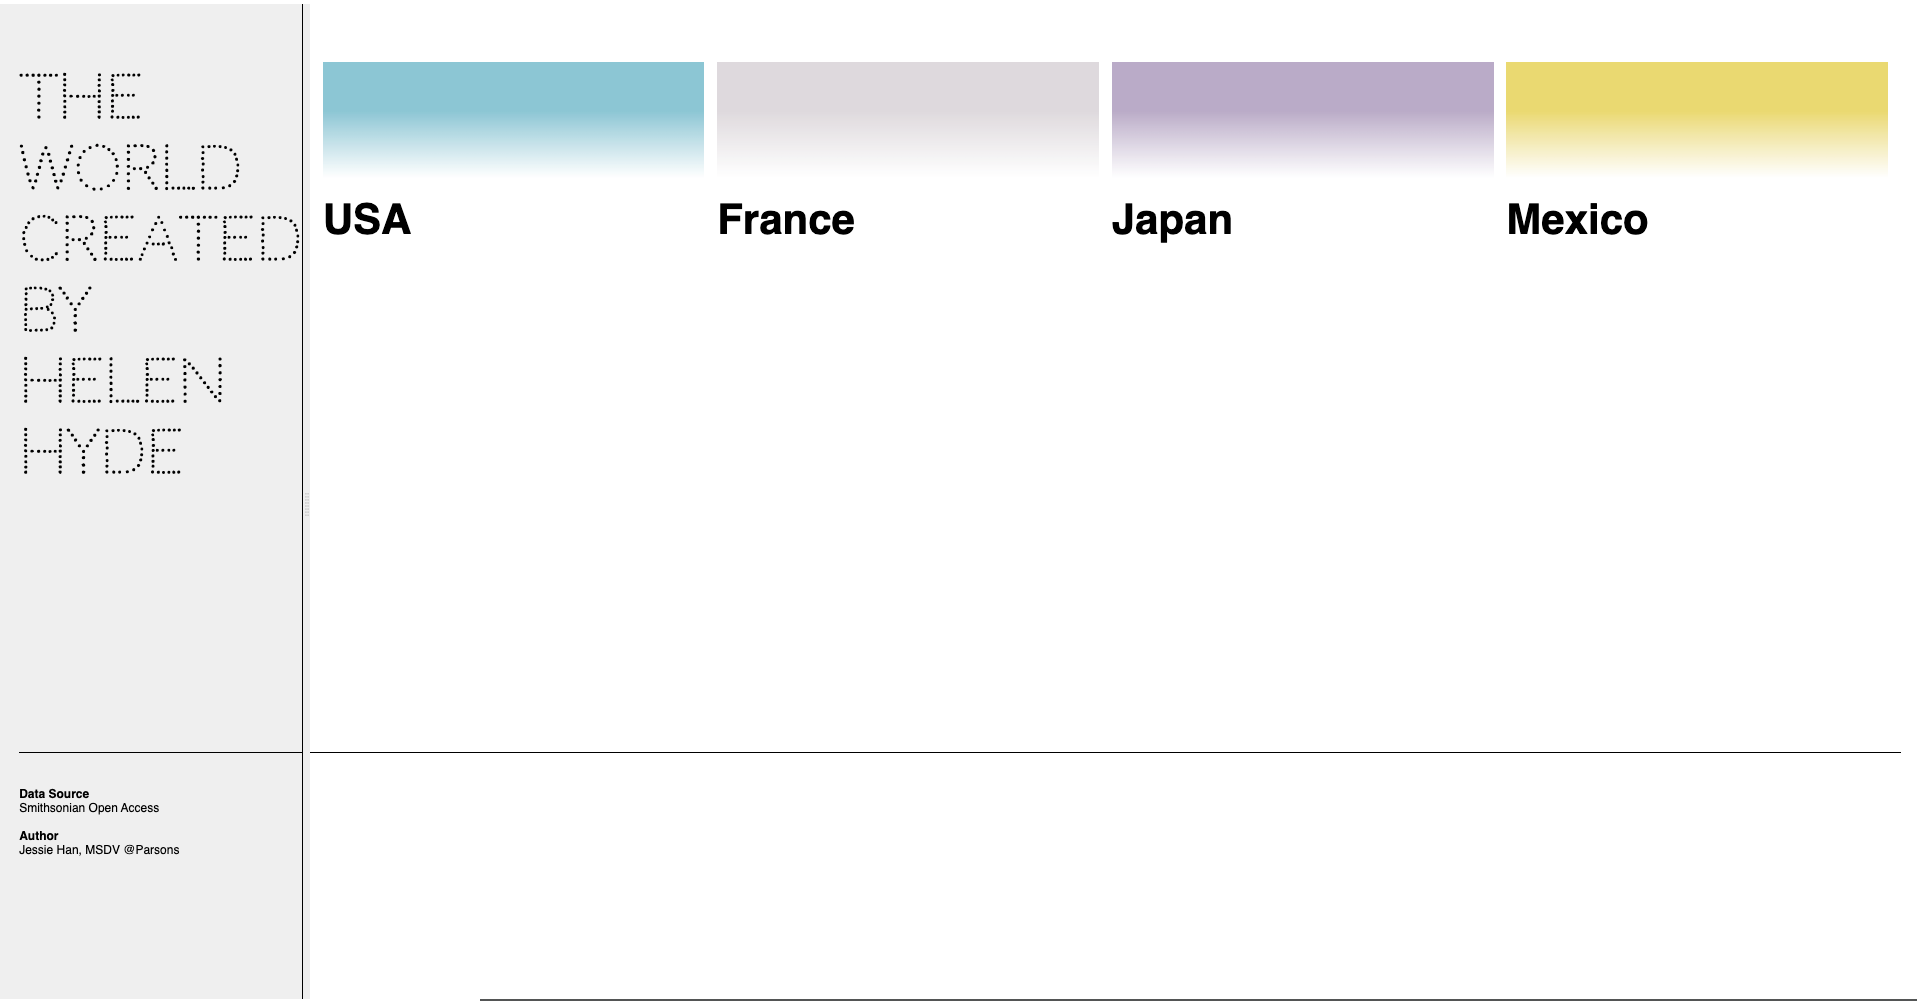 THE
WORLD
CREATED
BY
HELEN
HYDE
USA
France
Japan
Mexico
Data Source
Smithsonian Open Access
Author
Jessie Han, MSDV @Parsons